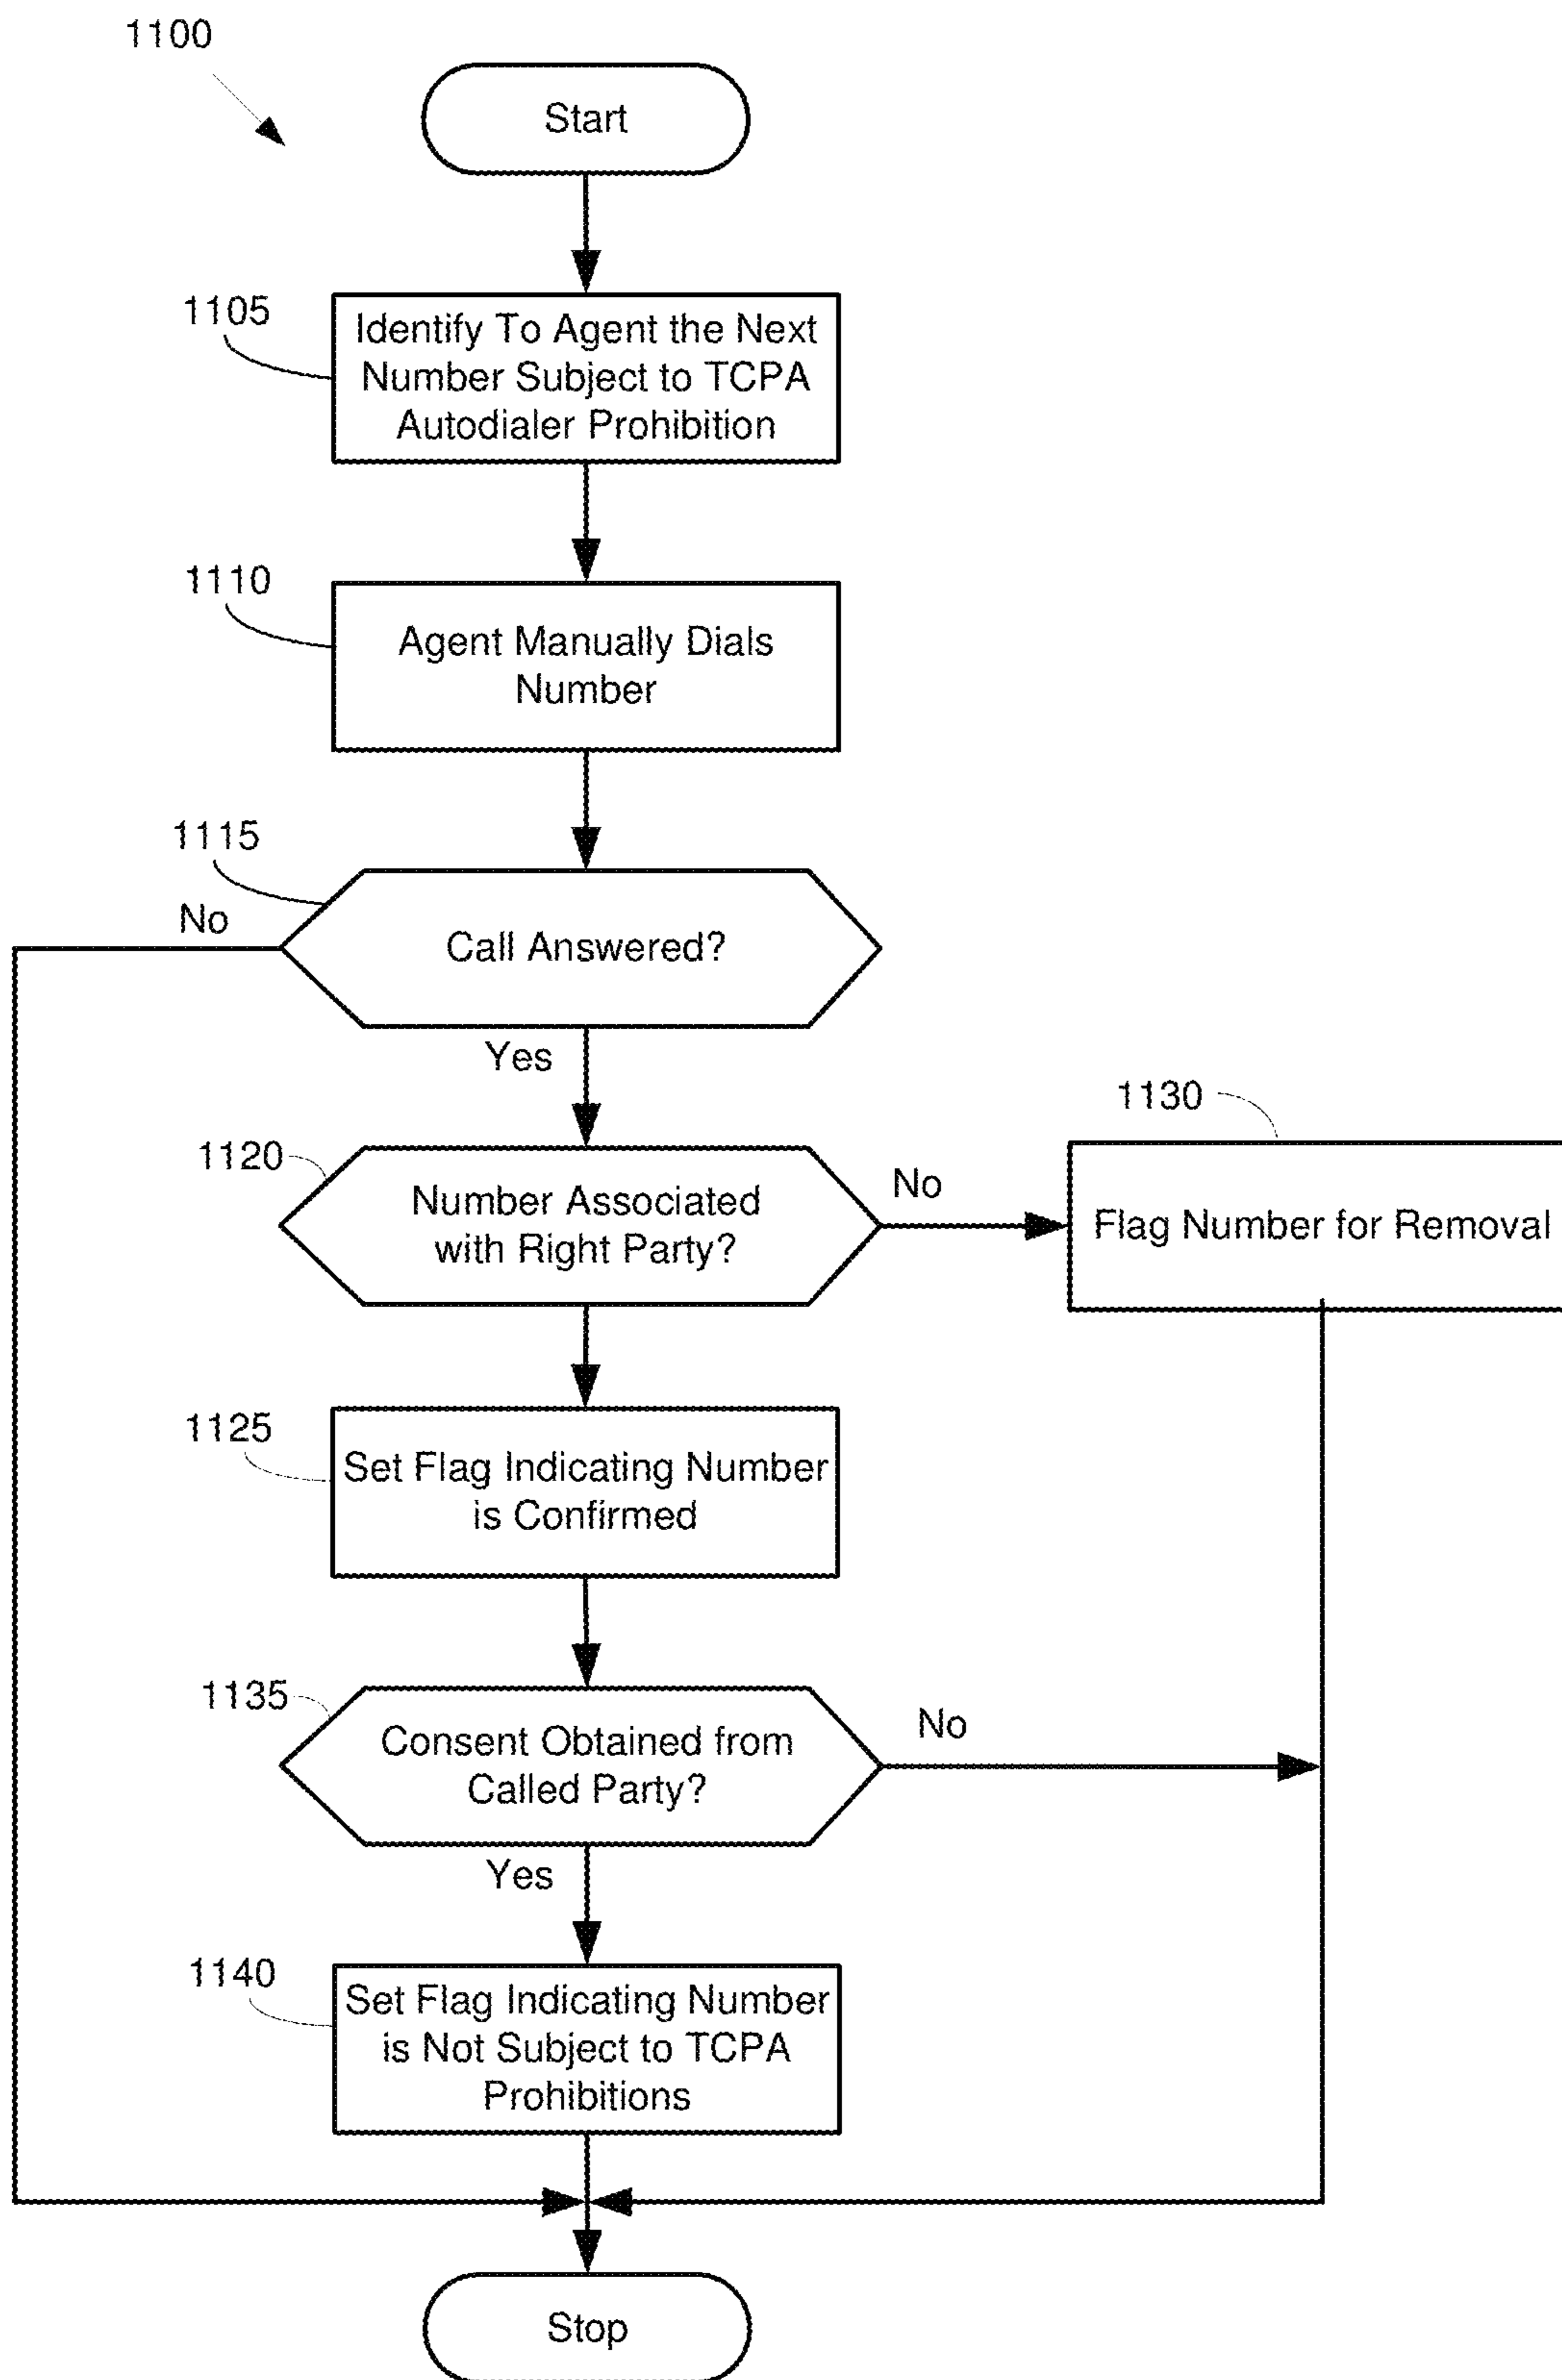 1100
Start
1105
Identify To Agent the Next
Number Subject to TCPA
Autodialer Prohibition
1110
Agent Manually Dials
Number
1115
No
Call Answered?
Yes
1130
1120
Number Associated
with Right Party?
No
Flag Number for Removal
1125
Set Flag Indicating Number
is Confirmed
1135
Consent Obtained from
Called Party?
No
Yes
1140
Set Flag Indicating Number
is Not Subject to TCPA
Prohibitions
Stop